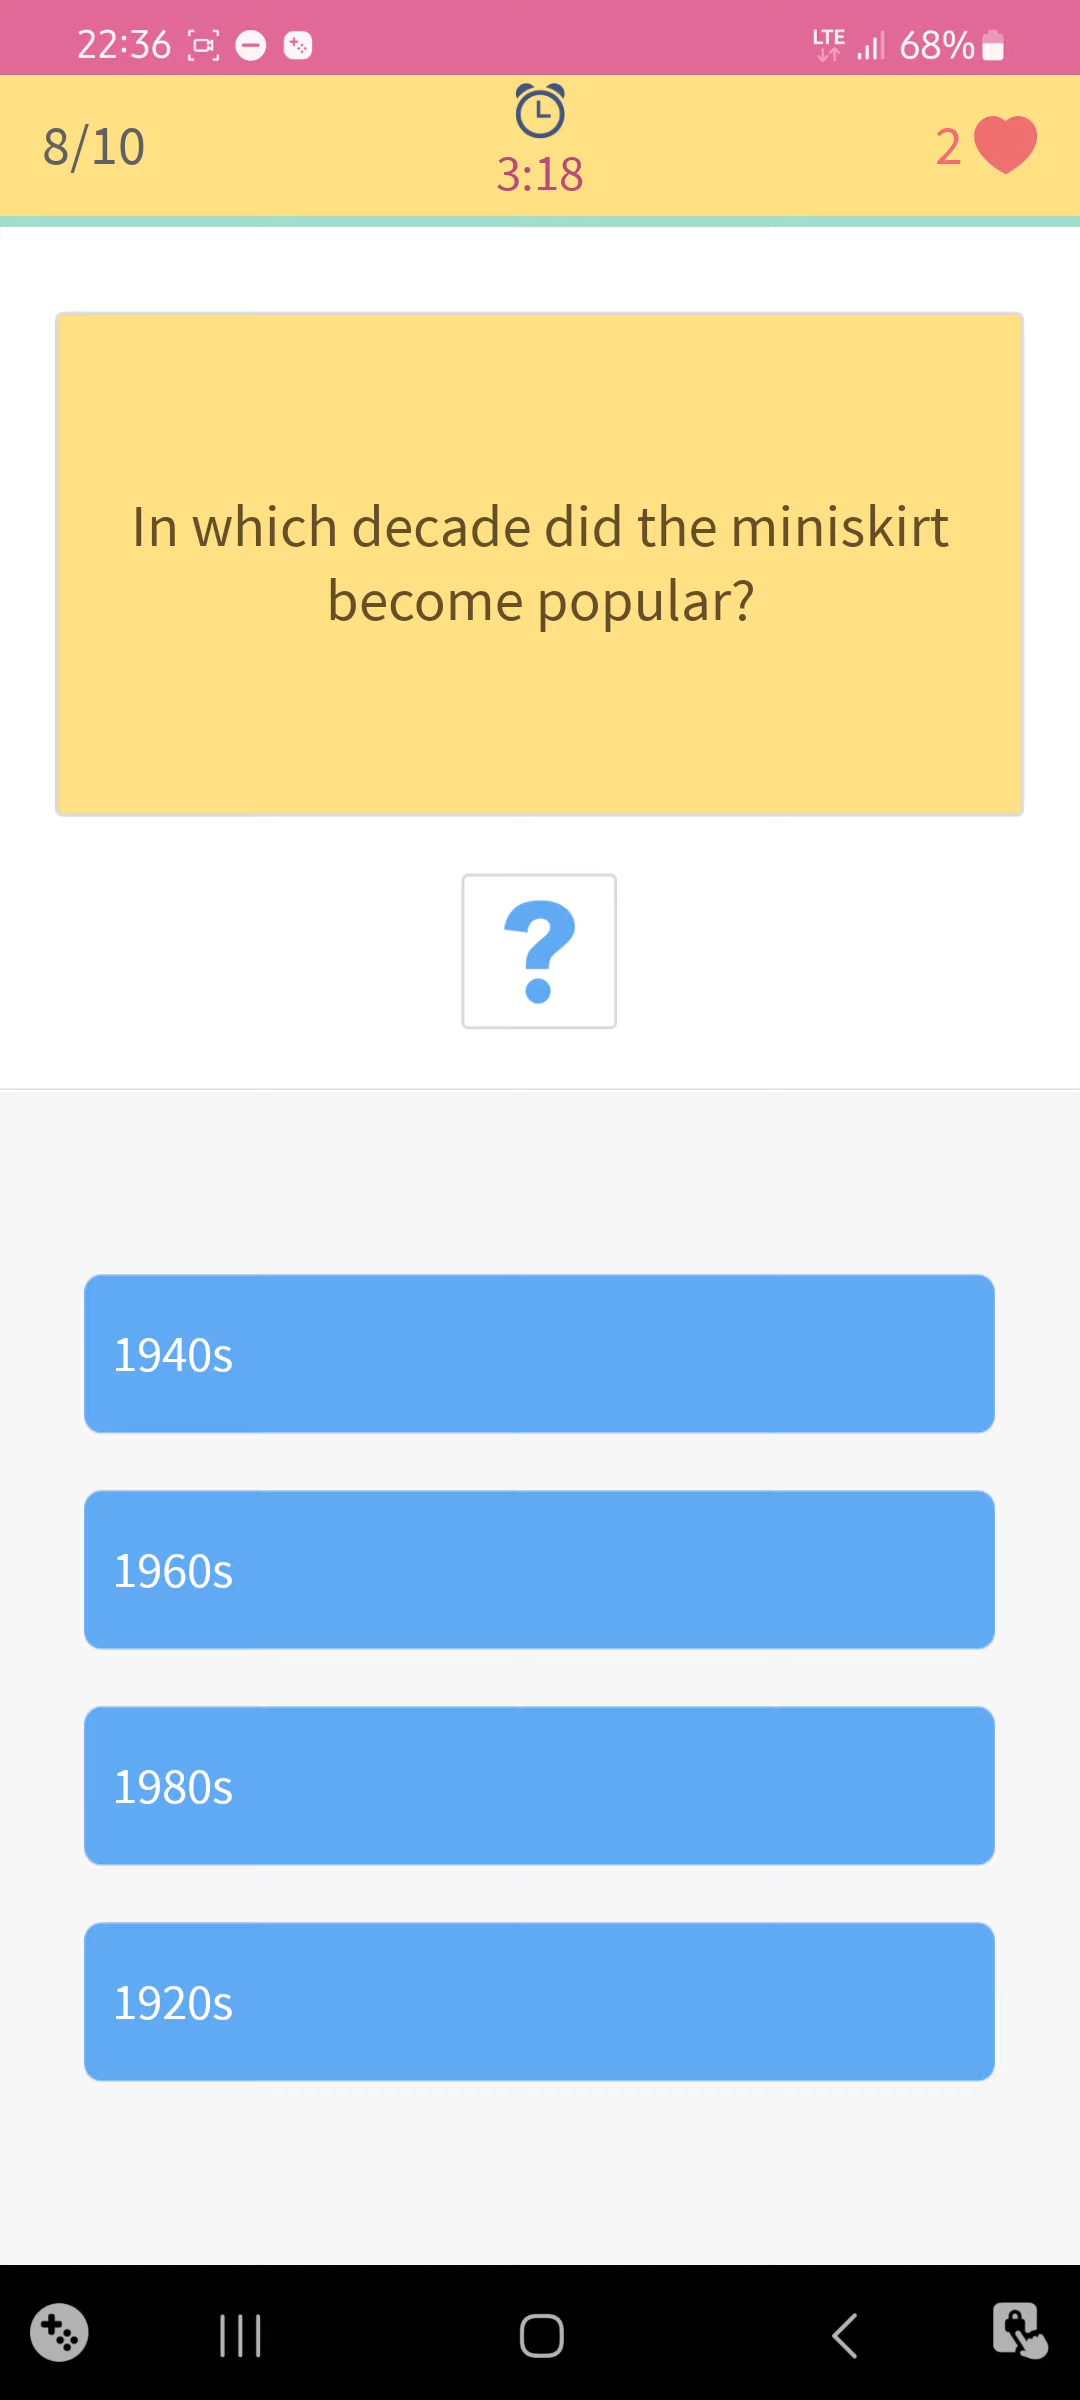 22:36 LTE 68%
8/10
3:18
2
In which decade did the miniskirt
become popular?
?
1940s
1960s
1980s
1920s